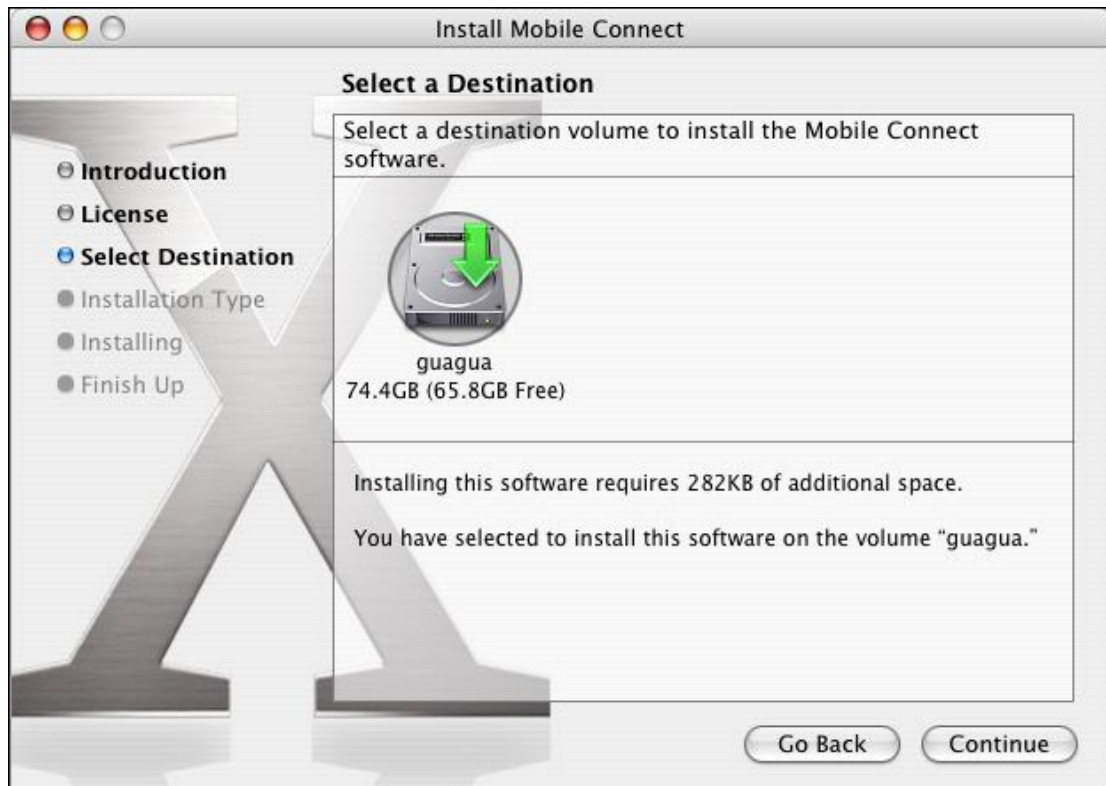 Install Mobile Connect
Select a Destination
Introduction
License
Select Destination
Installation Type
Installing
Finish Up
Select a destination volume to install the Mobile Connect
software.
guagua
74.4GB (65.8GB Free)
Installing this software requires 282KB of additional space.
You have selected to install this software on the volume “guagua.”
Go Back
Continue